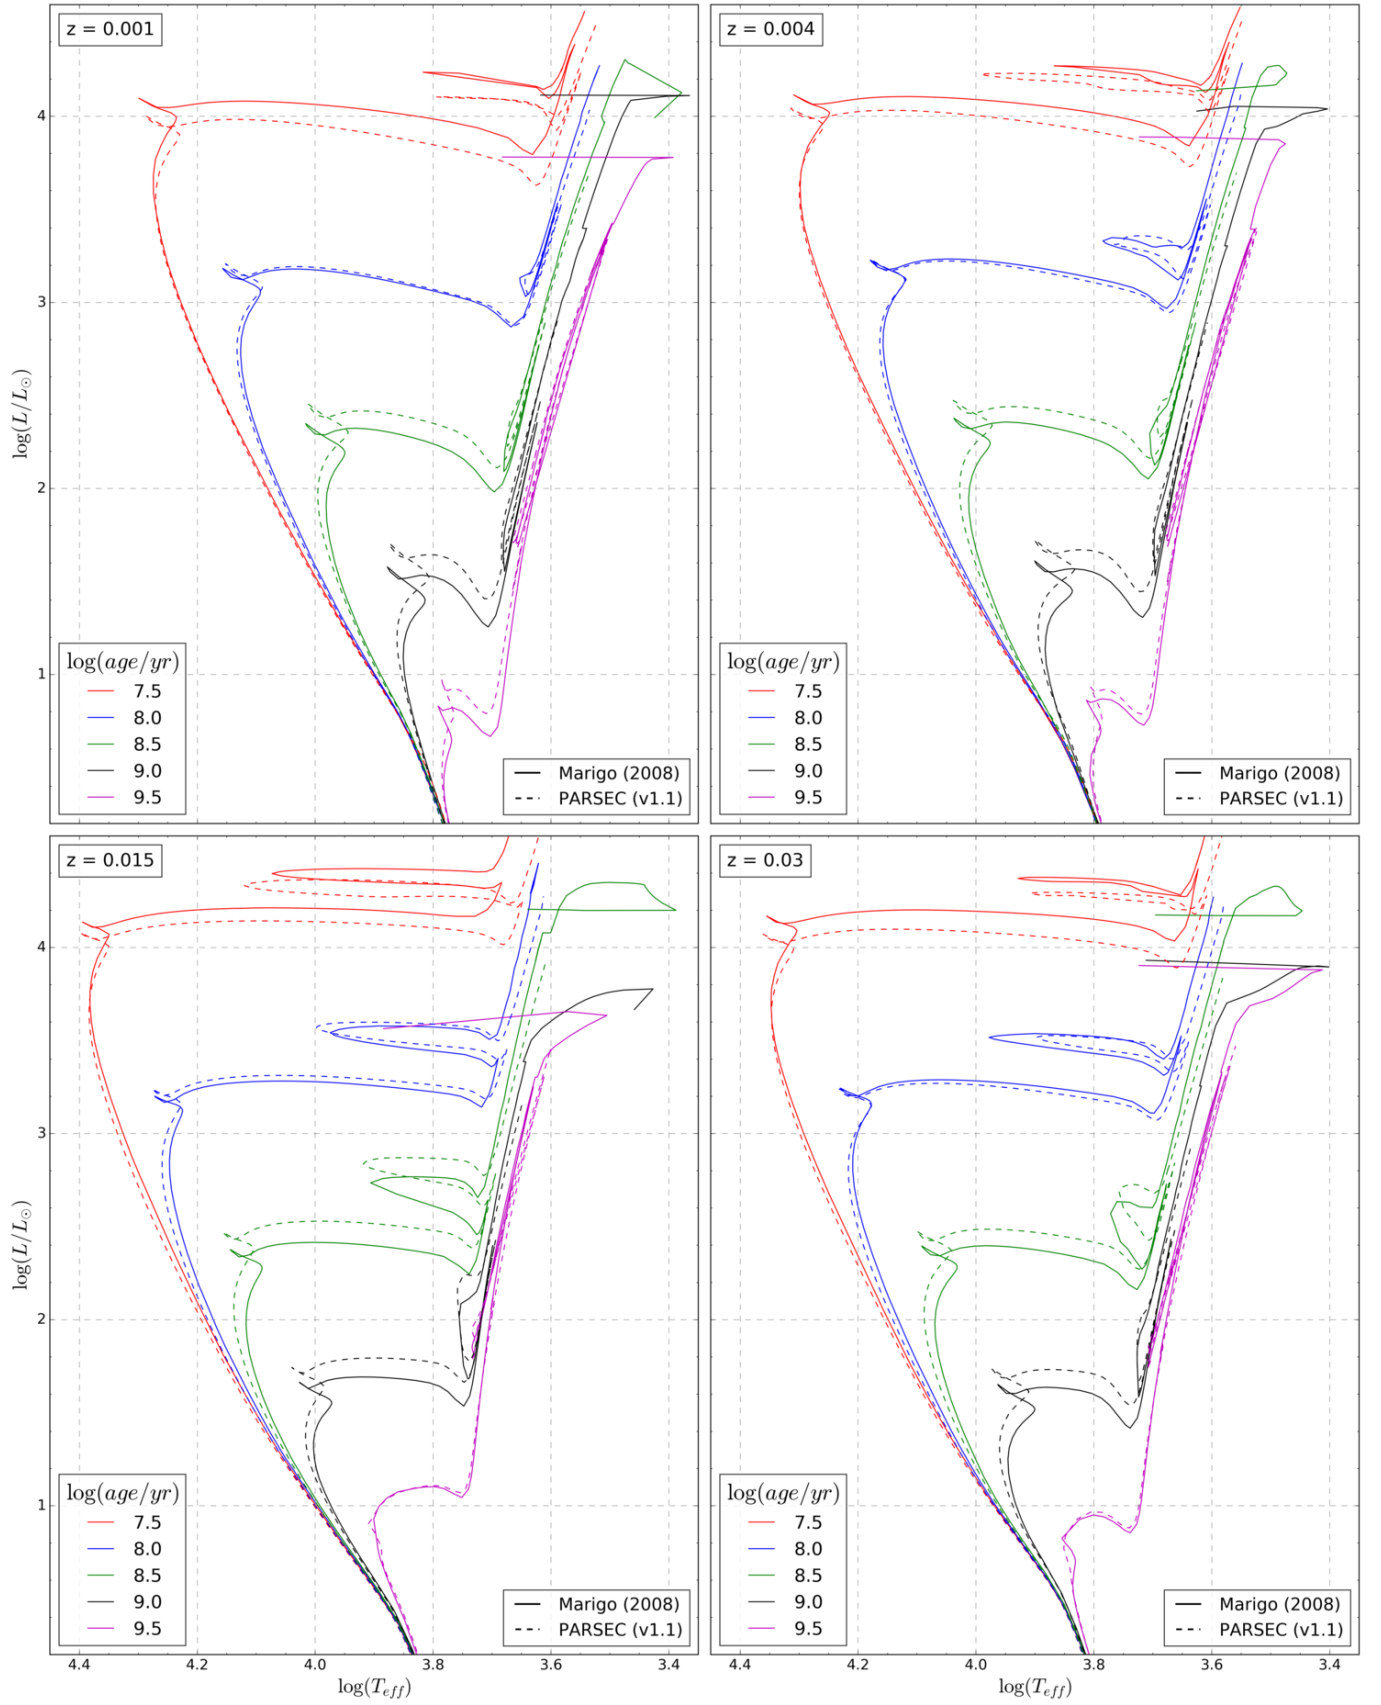 z = 0.001
z = 0.004
4
3
2
1
log(L/L⊙)
log(age/yr)
7.5
8.0
8.5
9.0
9.5
Marigo (2008)
PARSEC (v1.1)
log(age/yr)
7.5
8.0
8.5
9.0
9.5
Marigo (2008)
PARSEC (v1.1)
z = 0.015
z = 0.03
4
3
2
1
log(L/L⊙)
log(age/yr)
7.5
8.0
8.5
9.0
9.5
Marigo (2008)
PARSEC (v1.1)
log(age/yr)
7.5
8.0
8.5
9.0
9.5
Marigo (2008)
PARSEC (v1.1)
4.4 4.2 4.0 3.8 3.6 3.4
4.4 4.2 4.0 3.8 3.6 3.4
log(Teff)
log(Teff)